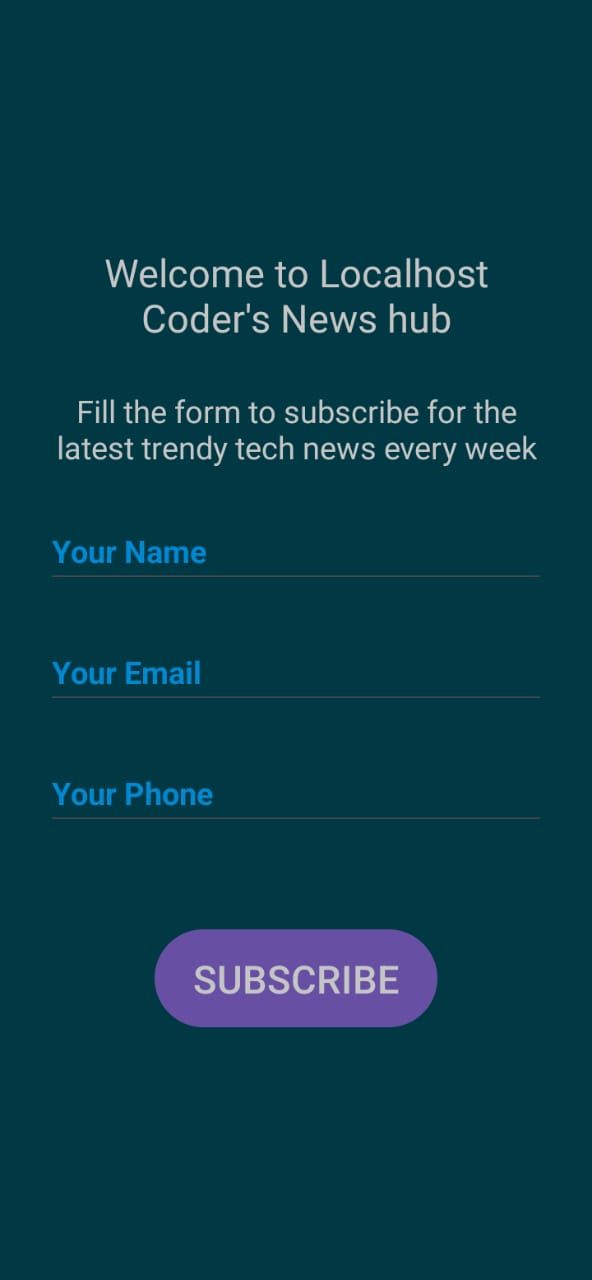 Welcome to Localhost
Coder's News hub
Fill the form to subscribe for the
latest trendy tech news every week
Your Name
Your Email
Your Phone
SUBSCRIBE